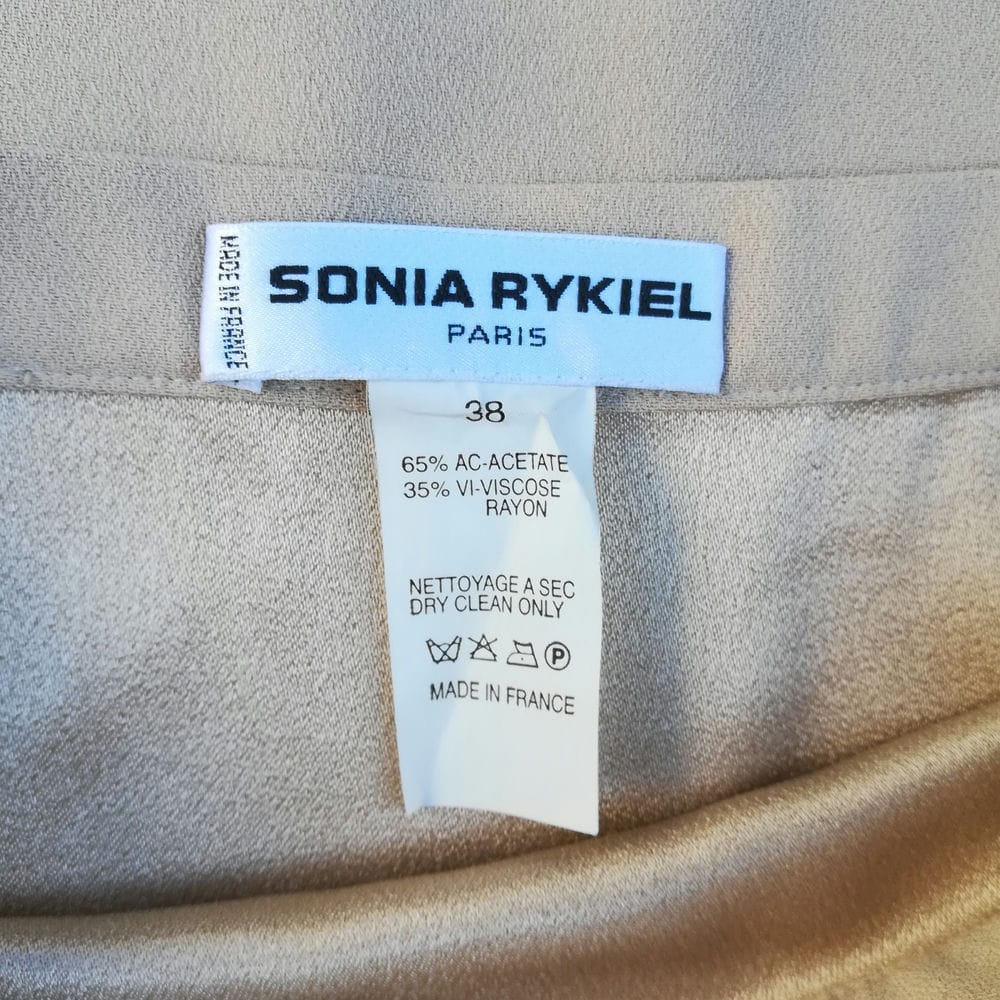 MADE IN FRANCE
SONIA RYKIEL
PARIS
38
65% AC-ACETATE
35% VI-VISCOSE
RAYON
NETTOYAGE A SEC
DRY CLEAN ONLY
P
MADE IN FRANCE